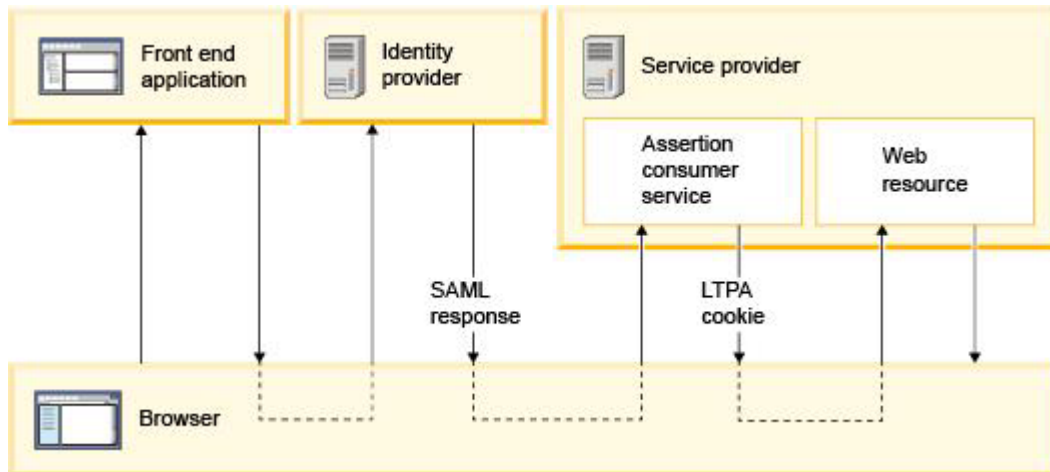 Front end
application
Identity
provider
Service provider
Assertion
consumer
service
Web
resource
SAML
response
LTPA
cookie
Browser